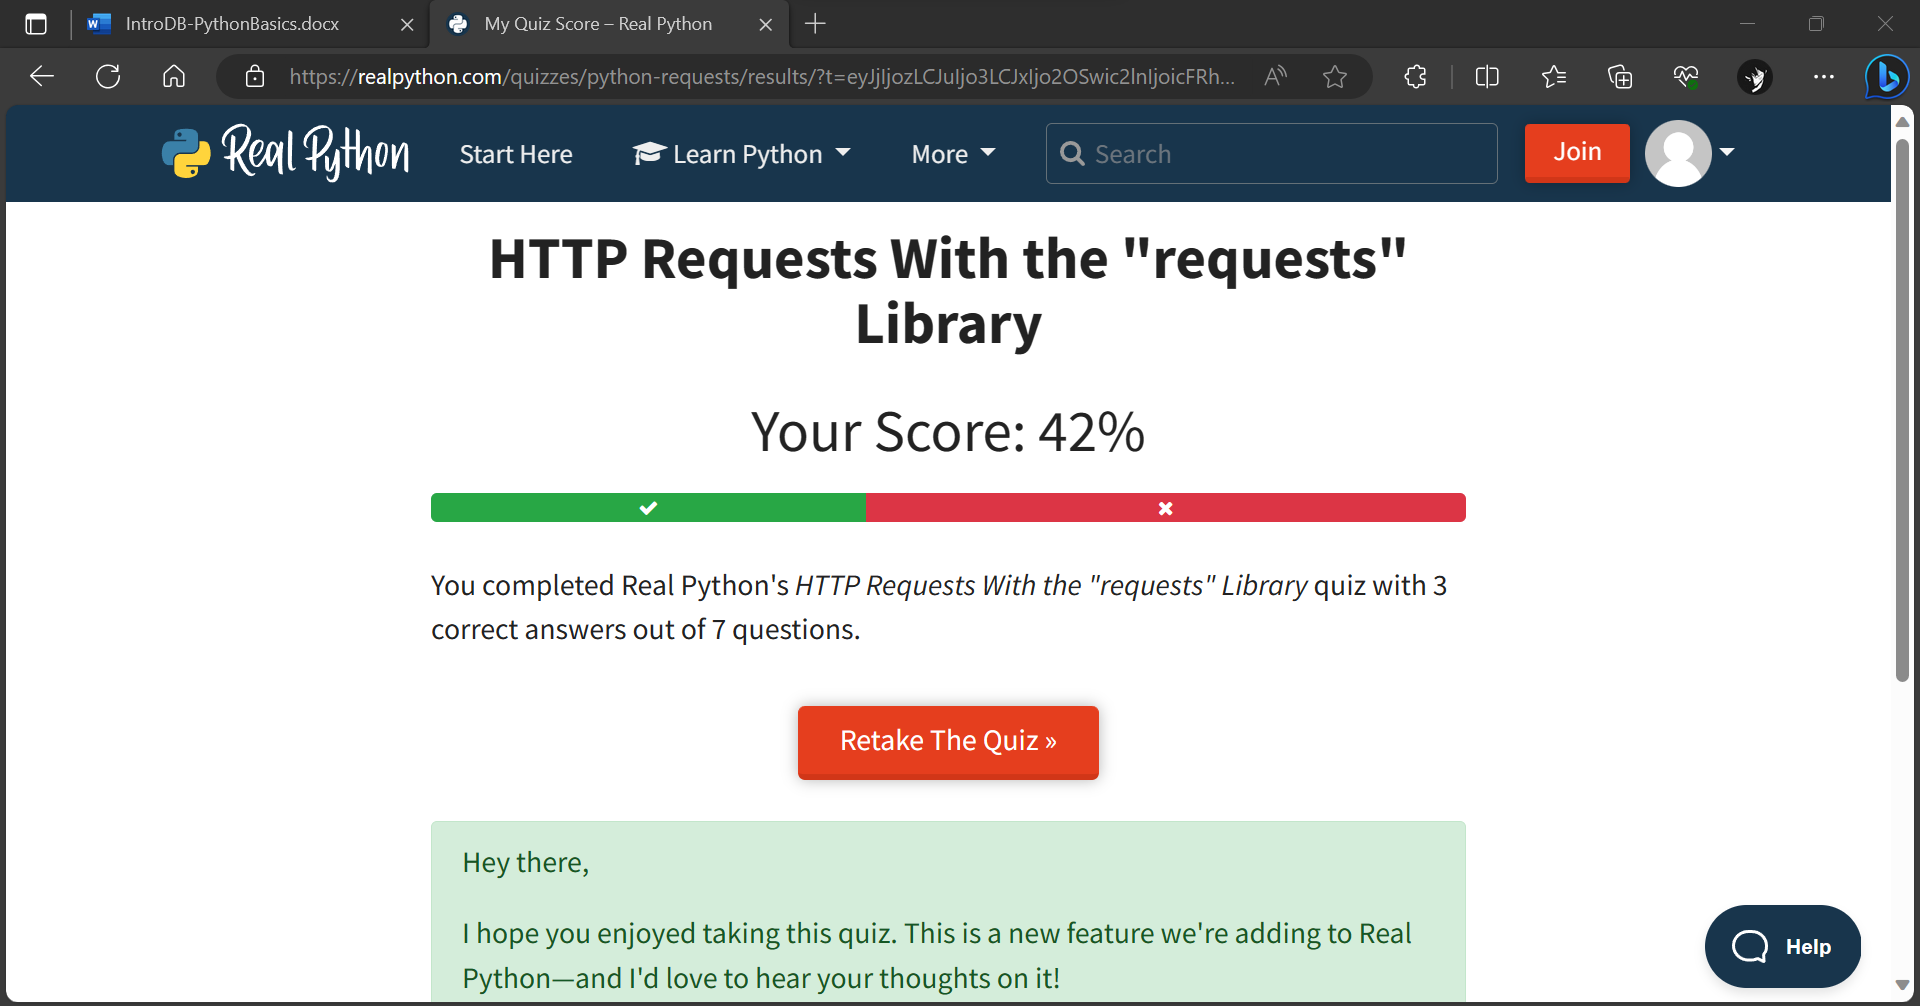 IntroDB-PythonBasics.docx
My Quiz Score – Real Python
https://realpython.com/quizzes/python-requests/results/?t=eyJjIjozLCJuIjo3LCJxIjo2OSwic2lnIjoicFRh...
Real Python
Start Here
Learn Python
More
Search
Join
HTTP Requests With the "requests"
Library
Your Score: 42%
You completed Real Python's HTTP Requests With the "requests" Library quiz with 3
correct answers out of 7 questions.
Retake The Quiz »
Hey there,
I hope you enjoyed taking this quiz. This is a new feature we're adding to Real
Python—and I'd love to hear your thoughts on it!
Help